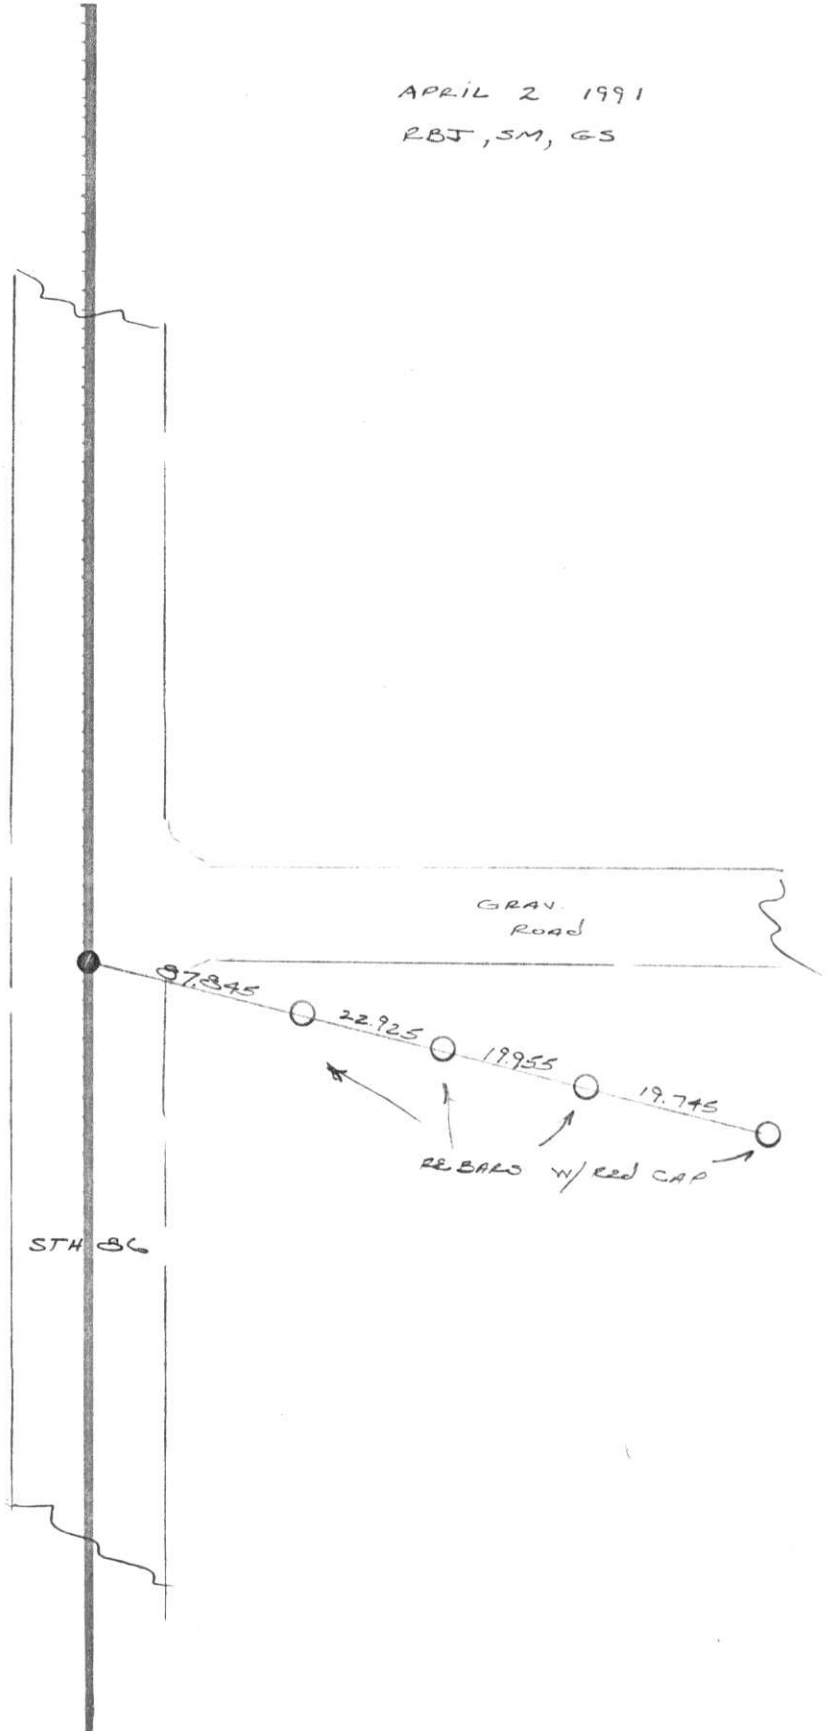 APRIL 2 1991
RBJ, SM, GS
GRAV.
ROAD
87.845
22.925
19.955
19.745
REBARS W/ RED CAP
STH 86